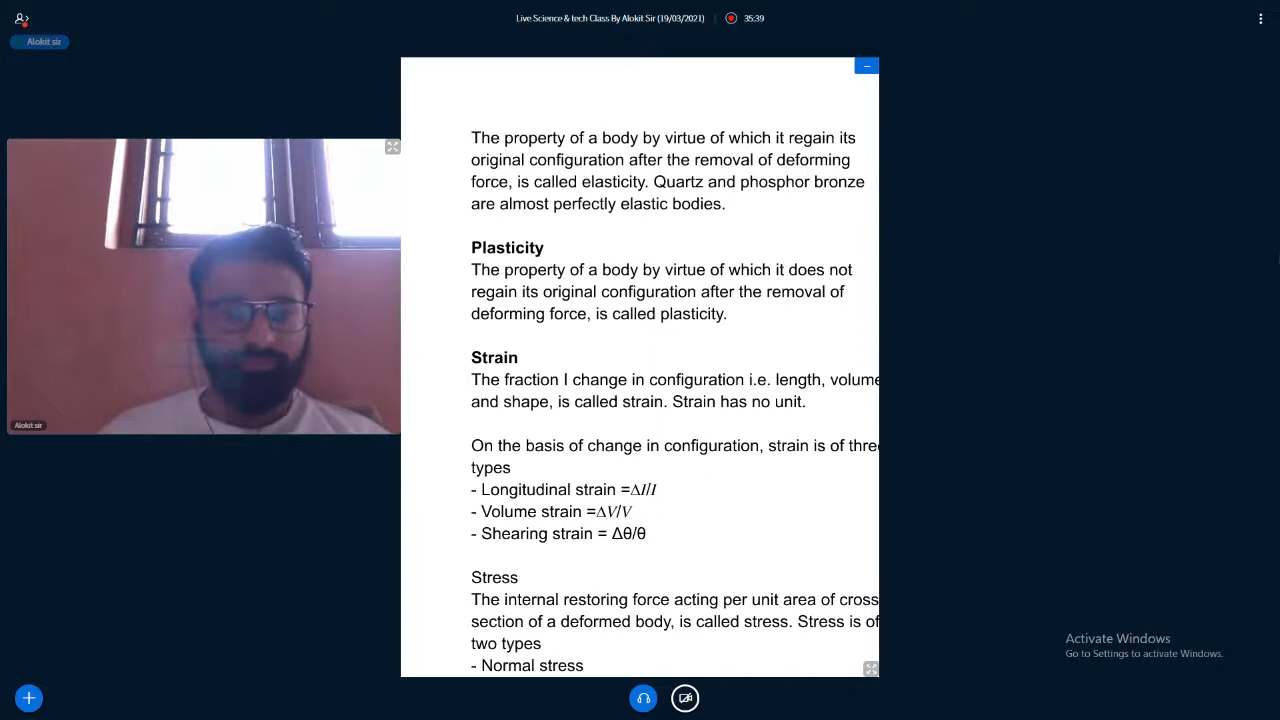 Live Science & tech Class By Alokit Sir (19/03/2021)
35:39
Alokit sir
Alokit sir
The property of a body by virtue of which it regain its
original configuration after the removal of deforming
force, is called elasticity. Quartz and phosphor bronze
are almost perfectly elastic bodies.
Plasticity
The property of a body by virtue of which it does not
regain its original configuration after the removal of
deforming force, is called plasticity.
Strain
The fraction I change in configuration i.e. length, volume
and shape, is called strain. Strain has no unit.
On the basis of change in configuration, strain is of three
types
- Longitudinal strain =ΔI/I
- Volume strain =ΔV/V
- Shearing strain = Δθ/θ
Stress
The internal restoring force acting per unit area of cross
section of a deformed body, is called stress. Stress is of
two types
- Normal stress
Activate Windows
Go to Settings to activate Windows.